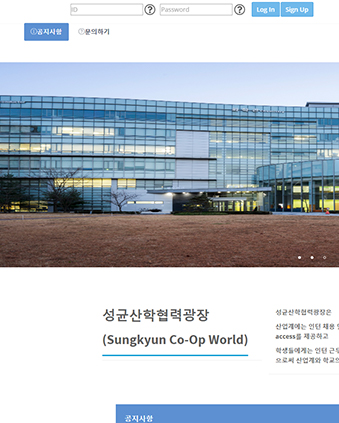 ID Password Log In Sign Up
공지사항 문의하기
성균산학협력광장
(Sungkyun Co-Op World)
성균산학협력광장은
산업계에는 인턴 채용
access를 제공하고
학생들에게는 인턴 근무
으로써 산업계와 학교의
공지사항